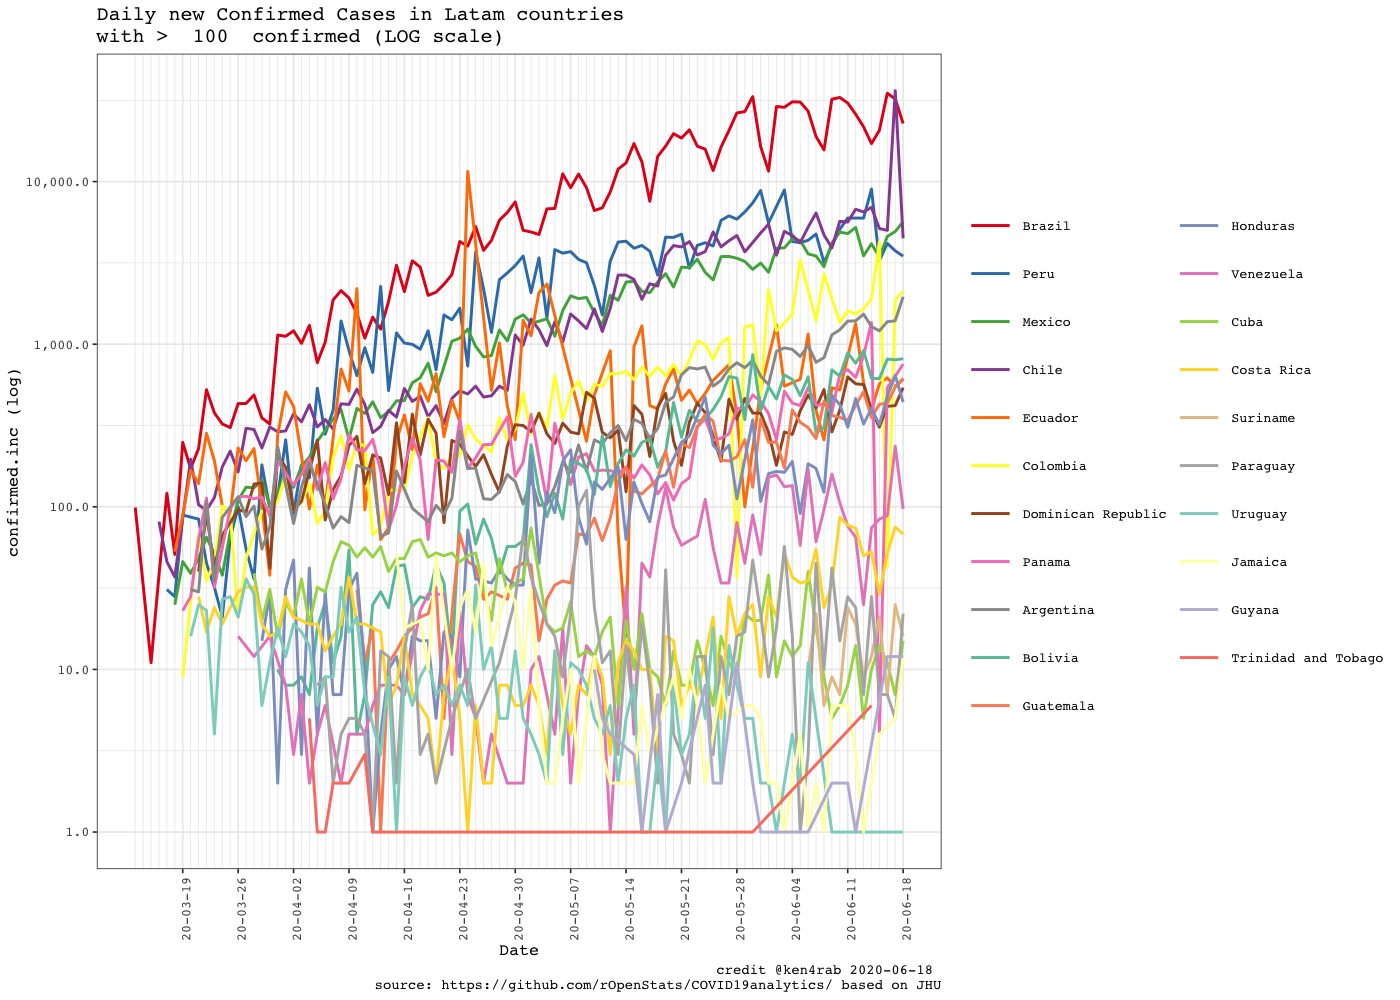 Daily new Confirmed Cases in Latam countries
with >  100  confirmed (LOG scale)
confirmed.inc (log)
10,000.0
1,000.0
100.0
10.0
1.0
20-03-19
20-03-26
20-04-02
20-04-09
20-04-16
20-04-23
20-04-30
20-05-07
20-05-14
20-05-21
20-05-28
20-06-04
20-06-11
20-06-18
Date
Brazil
Peru
Mexico
Chile
Ecuador
Colombia
Dominican Republic
Panama
Argentina
Bolivia
Guatemala
Honduras
Venezuela
Cuba
Costa Rica
Suriname
Paraguay
Uruguay
Jamaica
Guyana
Trinidad and Tobago
credit @ken4rab 2020-06-18
source: https://github.com/rOpenStats/COVID19analytics/ based on JHU